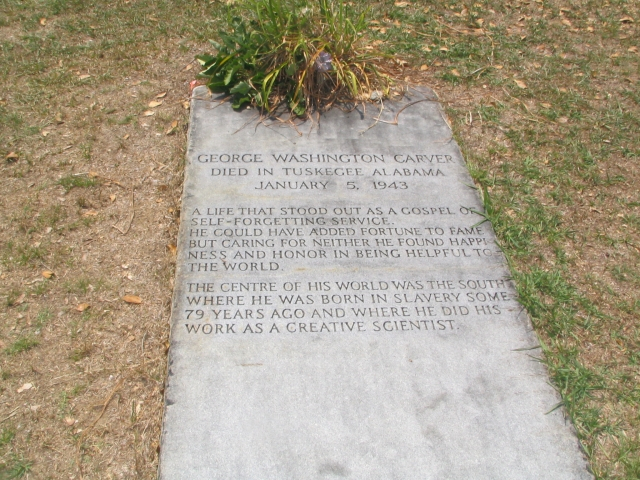 GEORGE WASHINGTON CARVER
DIED IN TUSKEGEE ALABAMA
JANUARY 5, 1943
A LIFE THAT STOOD OUT AS A GOSPEL OF
SELF-FORGETTING SERVICE.
HE COULD HAVE ADDED FORTUNE TO FAME
BUT CARING FOR NEITHER HE FOUND HAPPI-
NESS AND HONOR IN BEING HELPFUL TO
THE WORLD.
THE CENTRE OF HIS WORLD WAS THE SOUTH
WHERE HE WAS BORN IN SLAVERY SOME
79 YEARS AGO AND WHERE HE DID HIS
WORK AS A CREATIVE SCIENTIST.